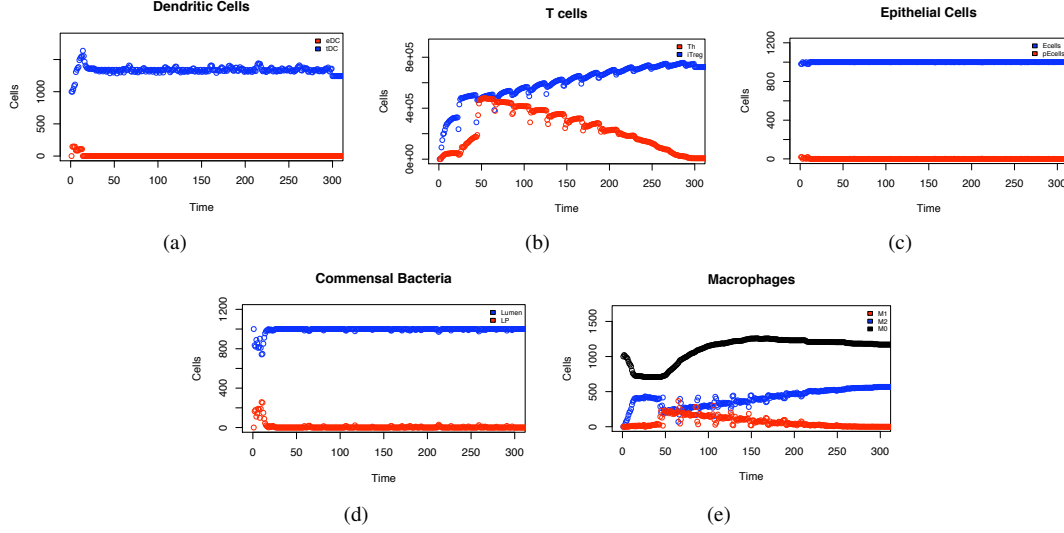 Dendritic Cells
eDC
tDC
Cells
0
500
1000
0
50
100
150
200
250
300
Time
(a)
T cells
Th
iTreg
Cells
0e+00
4e+05
8e+05
0
50
100
150
200
250
300
Time
(b)
Epithelial Cells
Ecells
pEcells
Cells
0
400
800
1200
0
50
100
150
200
250
300
Time
(c)
Commensal Bacteria
Lumen
LP
Cells
0
400
800
1200
0
50
100
150
200
250
300
Time
(d)
Macrophages
M1
M2
M0
Cells
0
500
1000
1500
0
50
100
150
200
250
300
Time
(e)